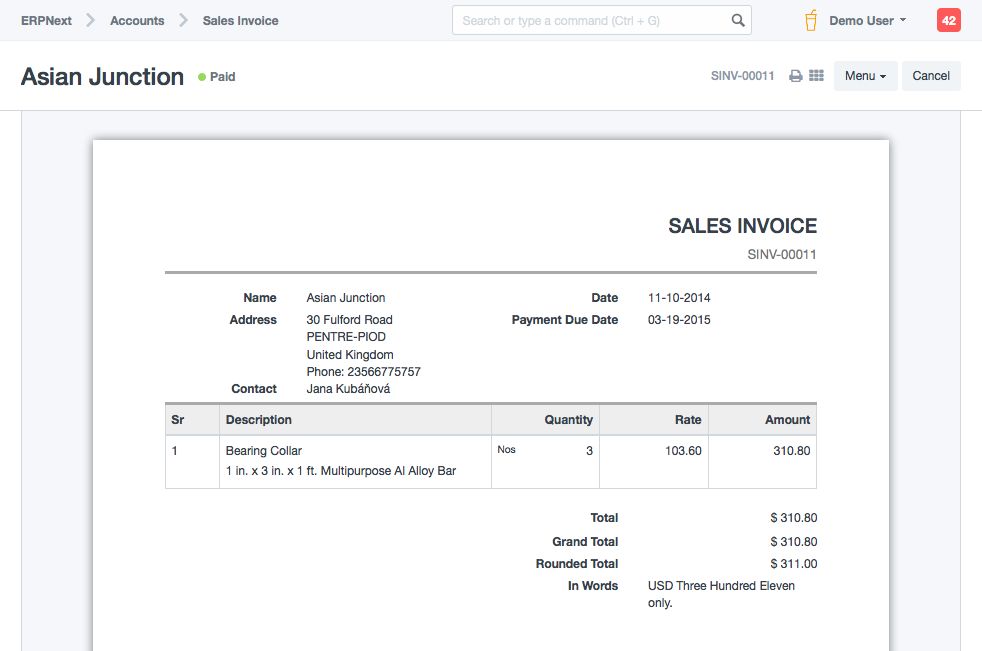 ERPNext Accounts Sales Invoice Search or type a command (Ctrl + G) Demo User 42
Asian Junction Paid SINV-00011 Menu Cancel
SALES INVOICE
SINV-00011
Name Asian Junction Date 11-10-2014
Address 30 Fulford Road Payment Due Date 03-19-2015
PENTRE-PIOD
United Kingdom
Phone: 23566775757
Contact Jana Kubáňová
Sr Description Quantity Rate Amount
1 Bearing Collar Nos 3 103.60 310.80
1 in. x 3 in. x 1 ft. Multipurpose Al Alloy Bar
Total $ 310.80
Grand Total $ 310.80
Rounded Total $ 311.00
In Words USD Three Hundred Eleven
only.